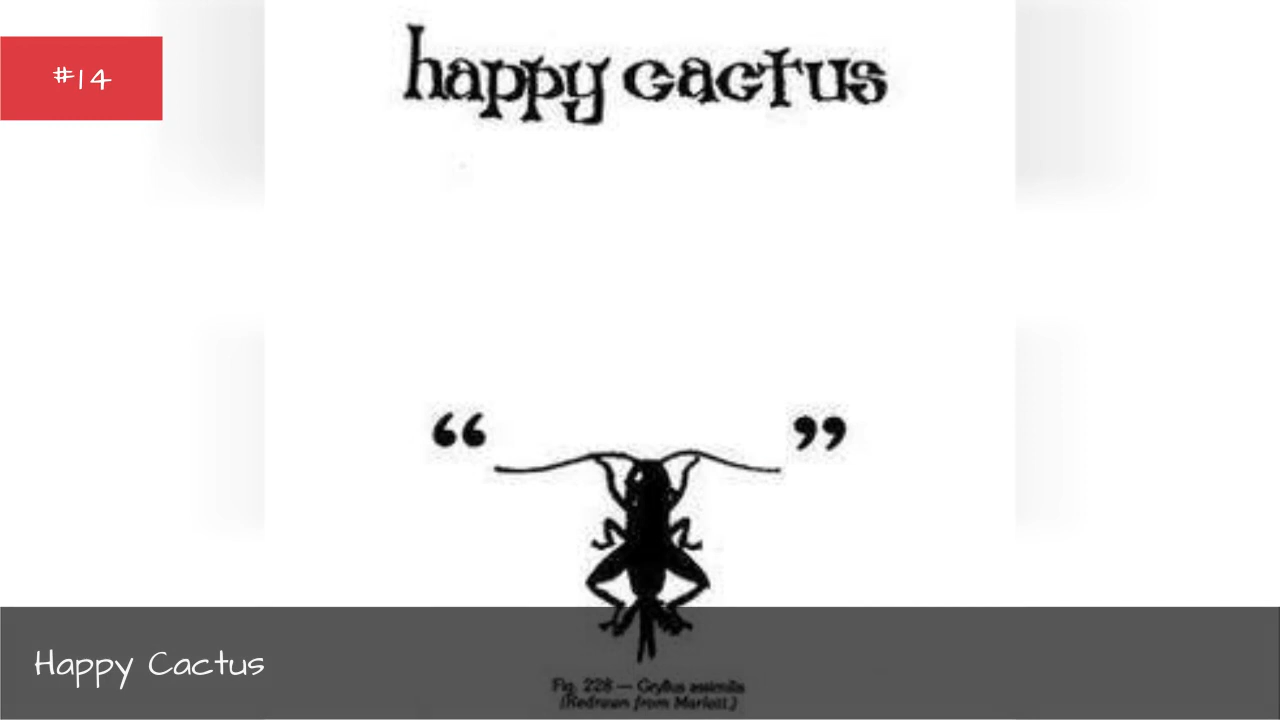 happy cactus
#14
“ ”
Happy Cactus
Fig. 228 — Gryllus assimilis
(Redrawn from Marlatt.)